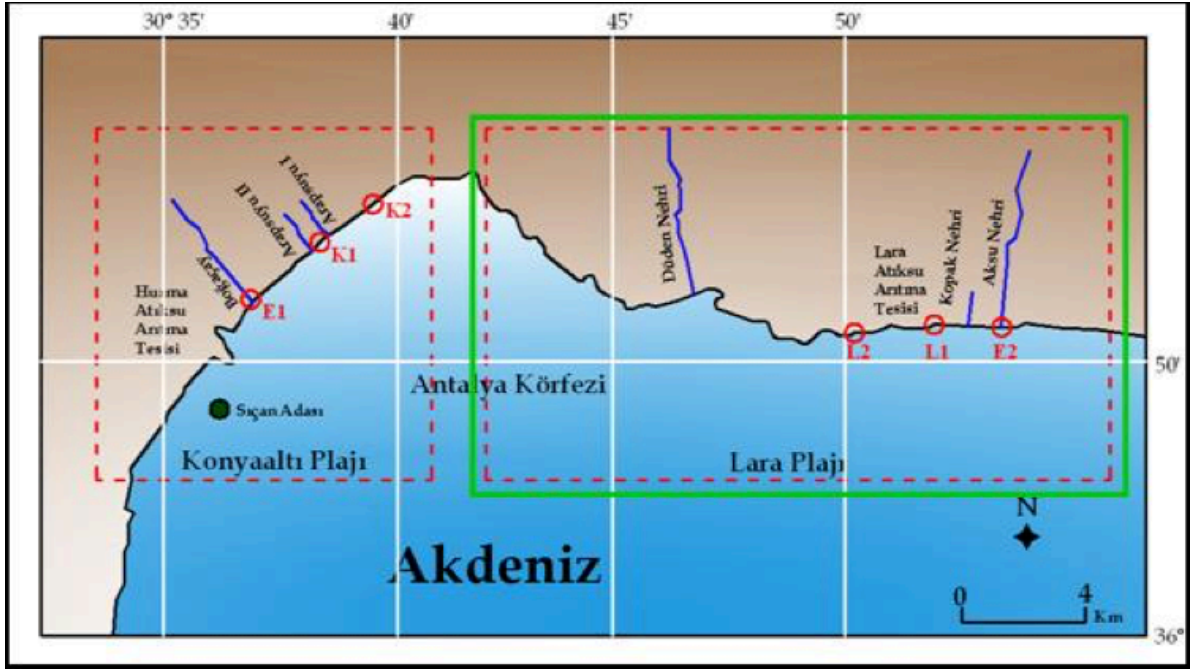 30° 35'
40'
45'
50'
Arapsuyu I
Arapsuyu II
Boğaçay
K2
K1
E1
Hurma
Atıksu
Arıtma
Tesisi
Düden Nehri
Lara
Atıksu
Arıtma
Tesisi
Kopak Nehri
Aksu Nehri
L2
L1
E2
50'
Antalya Körfezi
Sıçan Adası
Konyaaltı Plajı
Lara Plajı
N
Akdeniz
0
4
Km
36°